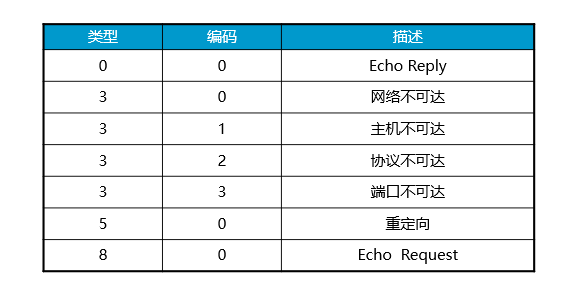 类型 编码 描述
0 0 Echo Reply
3 0 网络不可达
3 1 主机不可达
3 2 协议不可达
3 3 端口不可达
5 0 重定向
8 0 Echo  Request